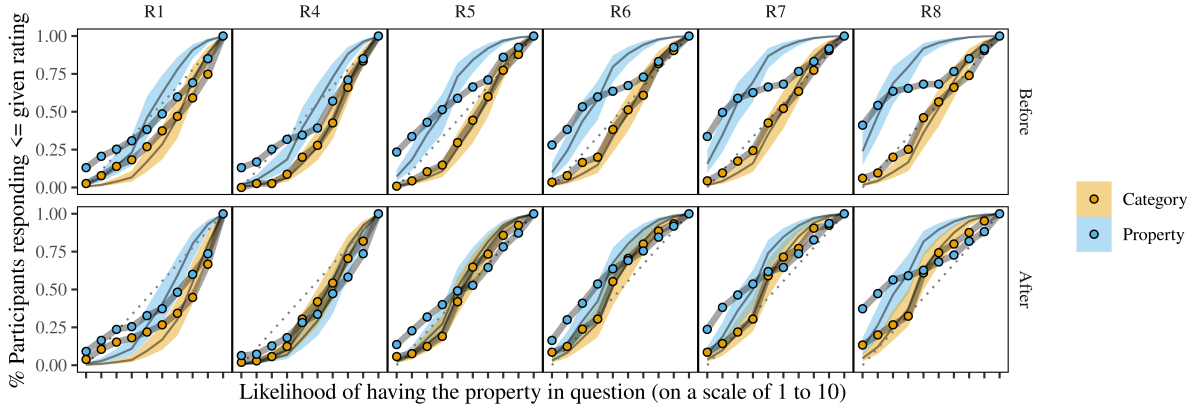 R1 R4 R5 R6 R7 R8
% Participants responding <= given rating
1.00
0.75
0.50
0.25
0.00
Before
1.00
0.75
0.50
0.25
0.00
After
Likelihood of having the property in question (on a scale of 1 to 10)
Category
Property